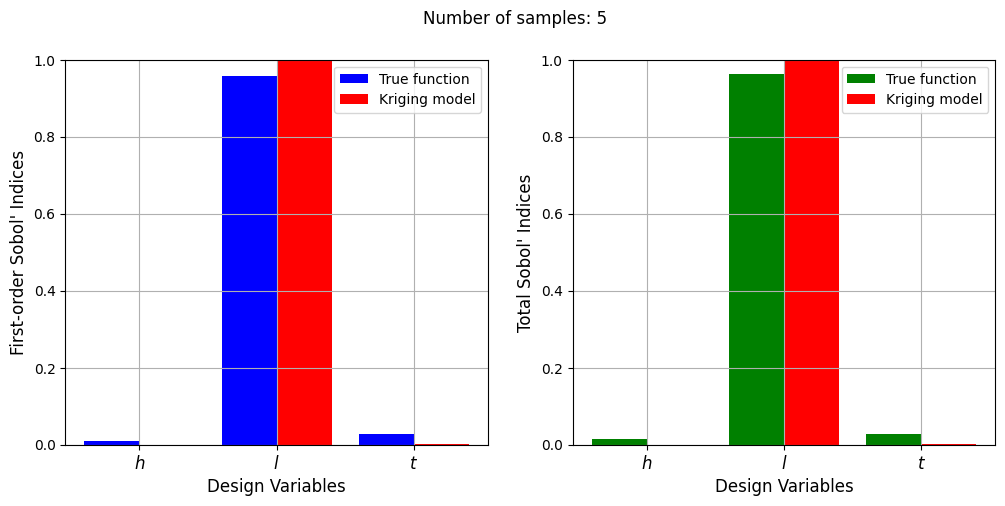 Number of samples: 5
First-order Sobol' Indices
1.0
0.8
0.6
0.4
0.2
0.0
True function
Kriging model
h
l
t
Design Variables
Total Sobol' Indices
1.0
0.8
0.6
0.4
0.2
0.0
True function
Kriging model
h
l
t
Design Variables